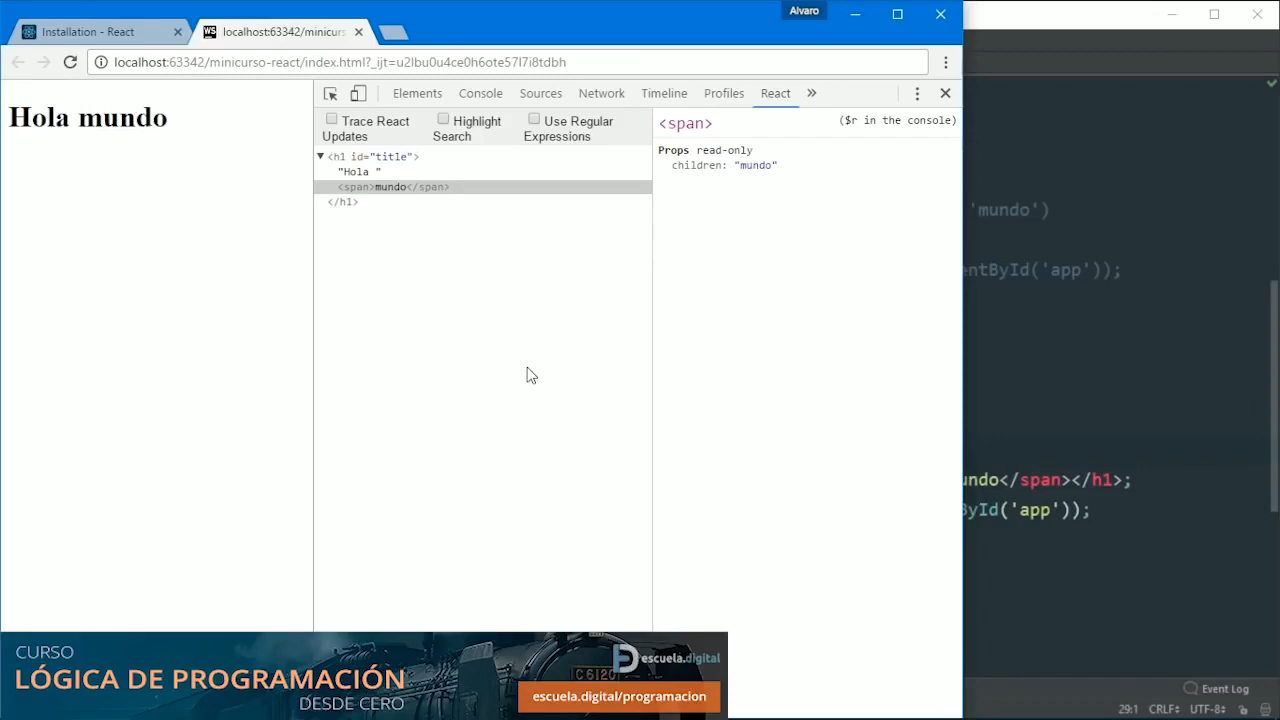 Alvaro
Installation - React
localhost:63342/minicurs
localhost:63342/minicurso-react/index.html?_ijt=u2lbu0u4ce0h6ote57l7i8tdbh
Hola mundo
Elements Console Sources Network Timeline Profiles React »
Trace React Updates
Highlight Search
Use Regular Expressions
<h1 id="title">
"Hola "
<span>mundo</span>
</h1>
<span>
($r in the console)
Props read-only
children: "mundo"
'mundo')
entById('app'));
undo</span></h1>;
ById('app'));
CURSO
LÓGICA DE PROGRAMACIÓN
DESDE CERO
C 6120
escuela.digital
escuela.digital/programacion
Event Log
29:1 CRLF UTF-8